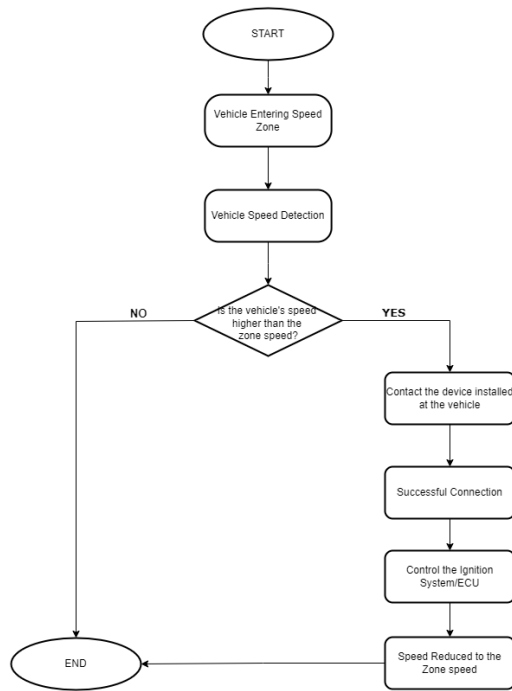 START
Vehicle Entering Speed
Zone
Vehicle Speed Detection
Is the vehicle's speed
higher than the
zone speed?
NO
YES
Contact the device installed
at the vehicle
Successful Connection
Control the Ignition
System/ECU
Speed Reduced to the
Zone speed
END